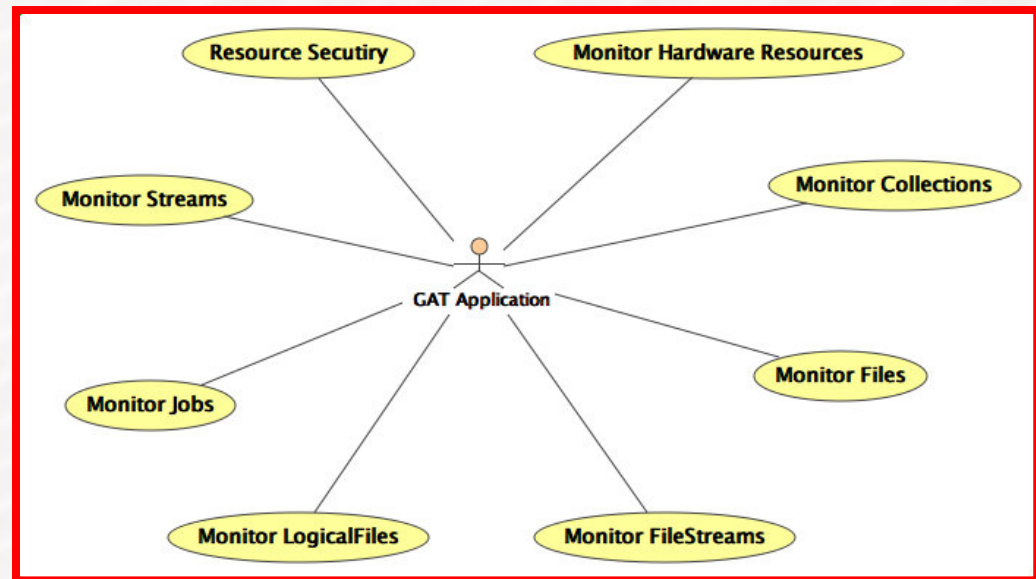 Resource Secutiry
Monitor Hardware Resources
Monitor Streams
Monitor Collections
GAT Application
Monitor Files
Monitor Jobs
Monitor LogicalFiles
Monitor FileStreams